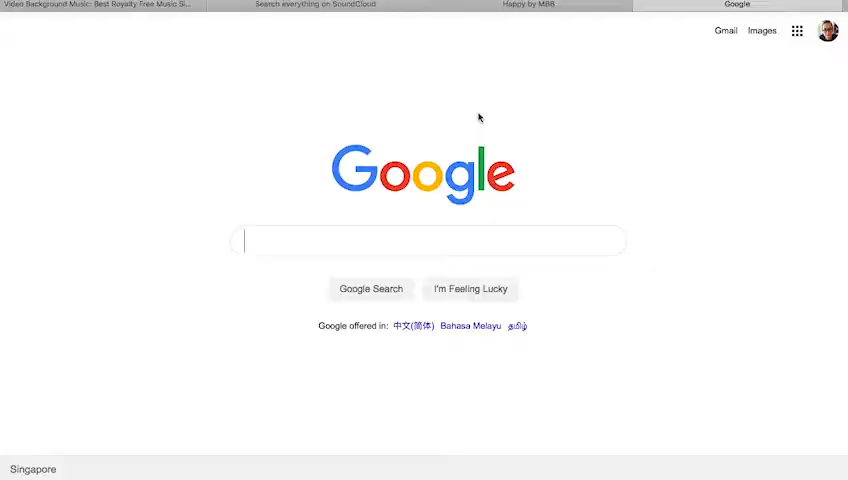 Video Background Music: Best Royalty Free Music Si...
Search everything on SoundCloud
Happy by MBB
Google
Gmail
Images
Google
Google Search
I'm Feeling Lucky
Google offered in: 中文(简体) Bahasa Melayu தமிழ்
Singapore